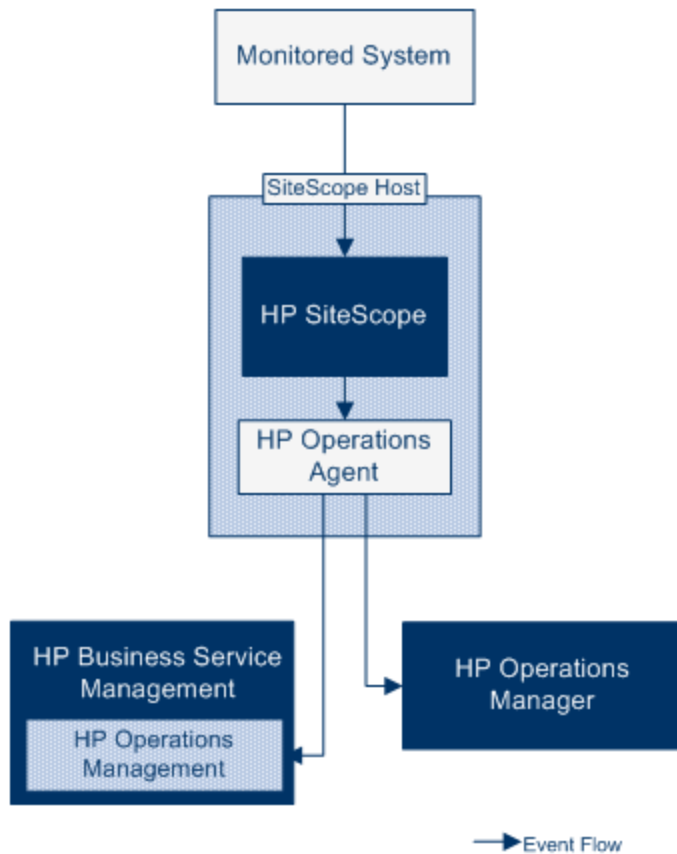 Monitored System
SiteScope Host
HP SiteScope
HP Operations
Agent
HP Business Service
Management
HP Operations
Management
HP Operations
Manager
Event Flow